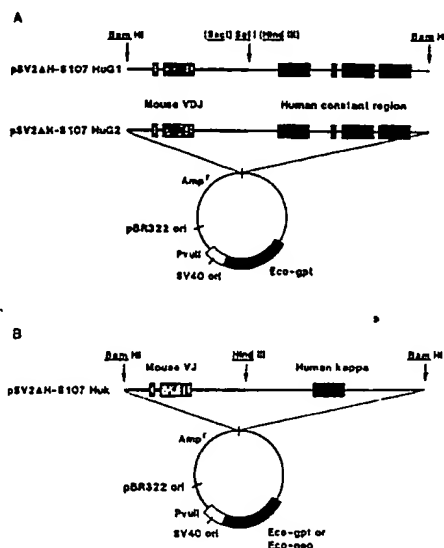 A
Bam HI
(SacI) Sal I (Hind III)
Bam HI
pSV2ΔH-S107 HuG1
Mouse VDJ
Human constant region
pSV2ΔH-S107 HuG2
Amp r
pBR322 ori
PvuII
SV40 ori
Eco-gpt
B
Bam HI
Mouse VJ
Hind III
Human kappa
Bam HI
pSV2ΔH-S107 Huk
Amp r
pBR322 ori
PvuII
SV40 ori
Eco-gpt or
Eco-neo